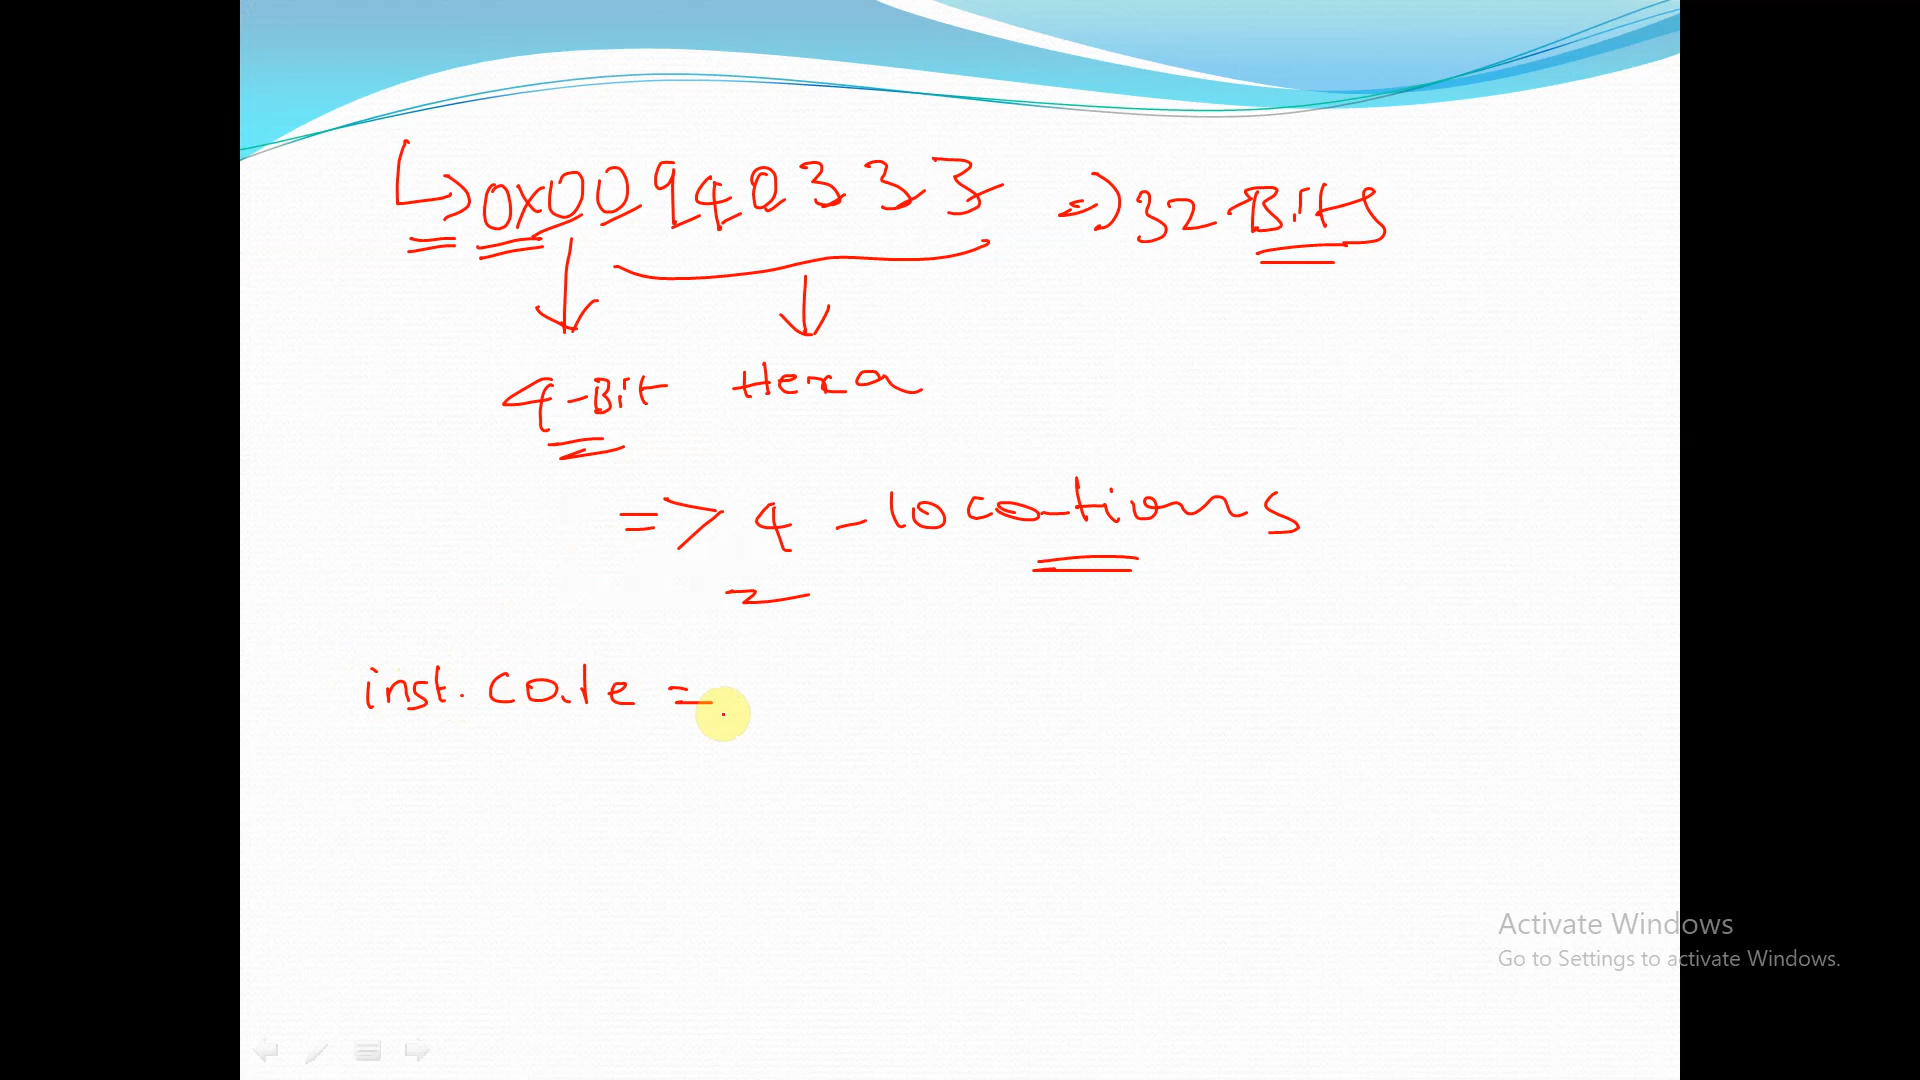 ↳ 0x00940333 => 32-Bits
4-Bit Hexa
=> 4-locations
inst. code =
Activate Windows
Go to Settings to activate Windows.